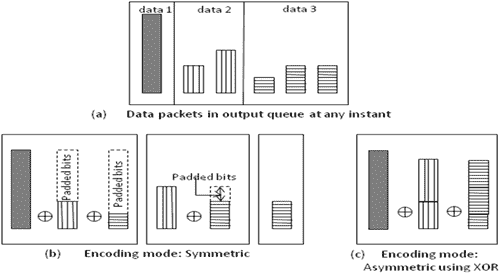 data 1 data 2 data 3
(a) Data packets in output queue at any instant
Padded bits
Padded bits
Padded bits
(b) Encoding mode: Symmetric
(c) Encoding mode:
Asymmetric using XOR